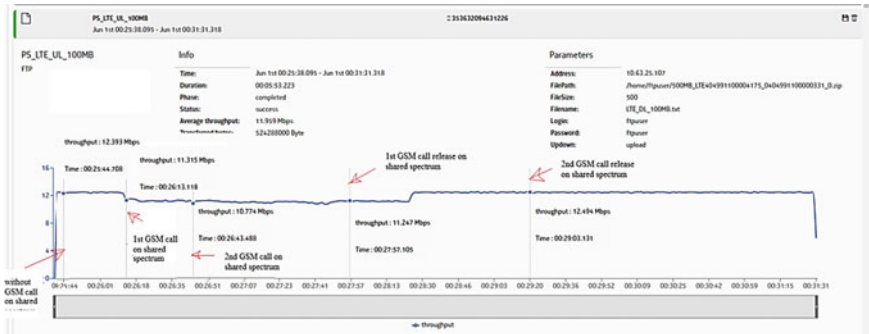 PS_LTE_UL_100MB
Jun 1st 00:25:38.095 - Jun 1st 00:31:31.318
353632094631226
PS_LTE_UL_100MB
FTP
Info
Time: Jun 1st 00:25:38.095 - Jun 1st 00:31:31.318
Duration: 00:05:53.223
Phase: completed
Status: success
Average throughput: 11.959 Mbps
Transferred bytes: 524288000 Byte
Parameters
Address: 10.63.25.107
FilePath: /home/ftpuser/500MB_LTE404991100004175_0404991100000331_0.zip
FileSize: 500
Filename: LTE_DL_100MB.txt
Login: ftpuser
Password: ftpuser
Updown: upload
throughput : 12.393 Mbps
Time : 00:25:44.708
throughput : 11.315 Mbps
Time : 00:26:13.118
1st GSM call release on
shared spectrum
2nd GSM call release
on shared spectrum
throughput : 10.774 Mbps
Time : 00:26:43.488
throughput : 11.247 Mbps
Time : 00:27:57.105
throughput : 12.494 Mbps
Time : 00:29:03.131
1st GSM call
on shared
spectrum
2nd GSM call on
shared spectrum
without
GSM call
on shared
16
12
8
4
0
00:26:01 00:26:18 00:26:35 00:26:51 00:27:07 00:27:23 00:27:41 00:27:57 00:28:13 00:28:30 00:28:46 00:29:03 00:29:20 00:29:36 00:29:52 00:30:09 00:30:25 00:30:42 00:30:59 00:31:15 00:31:31
throughput